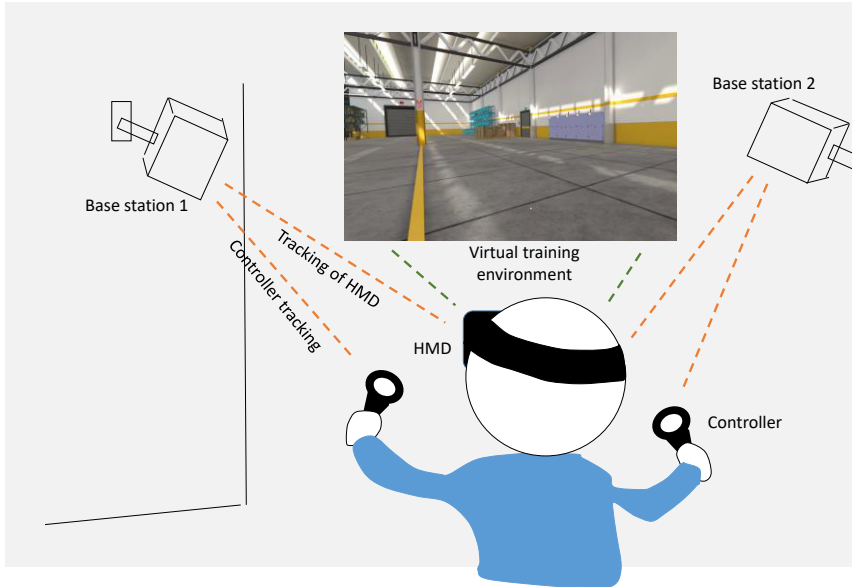 Base station 2
Base station 1
Virtual training
environment
Tracking of HMD
Controller tracking
HMD
Controller